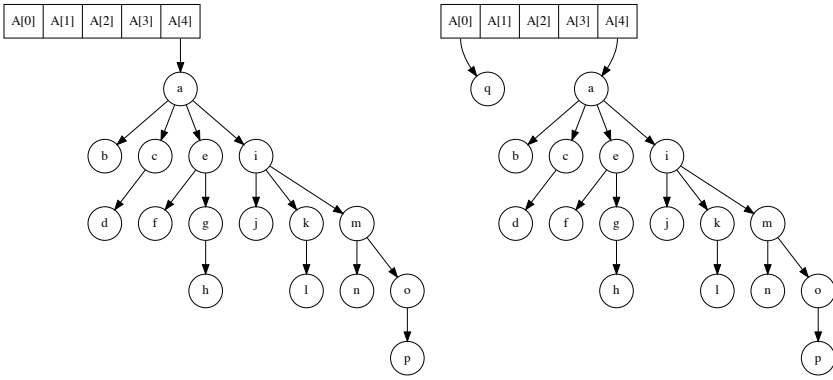 A[0] A[1] A[2] A[3] A[4] A[0] A[1] A[2] A[3] A[4]
a q a
b c e i b c e i
d f g j k m d f g j k m
h l n o h l n o
p p